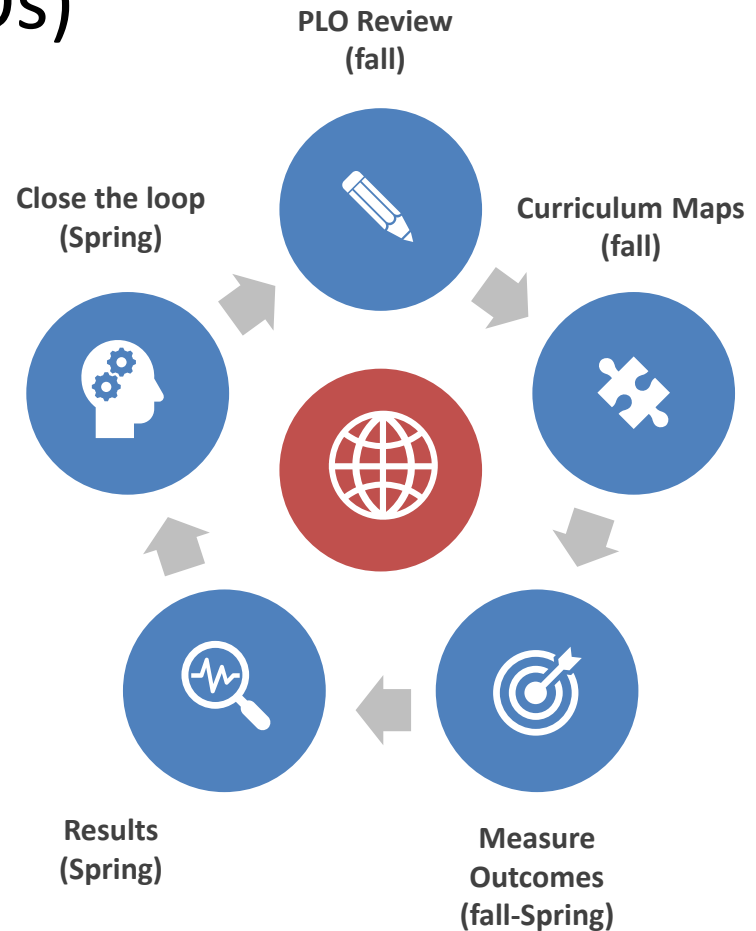 PLO Review
(fall)
Close the loop
(Spring)
Curriculum Maps
(fall)
Results
(Spring)
Measure
Outcomes
(fall-Spring)